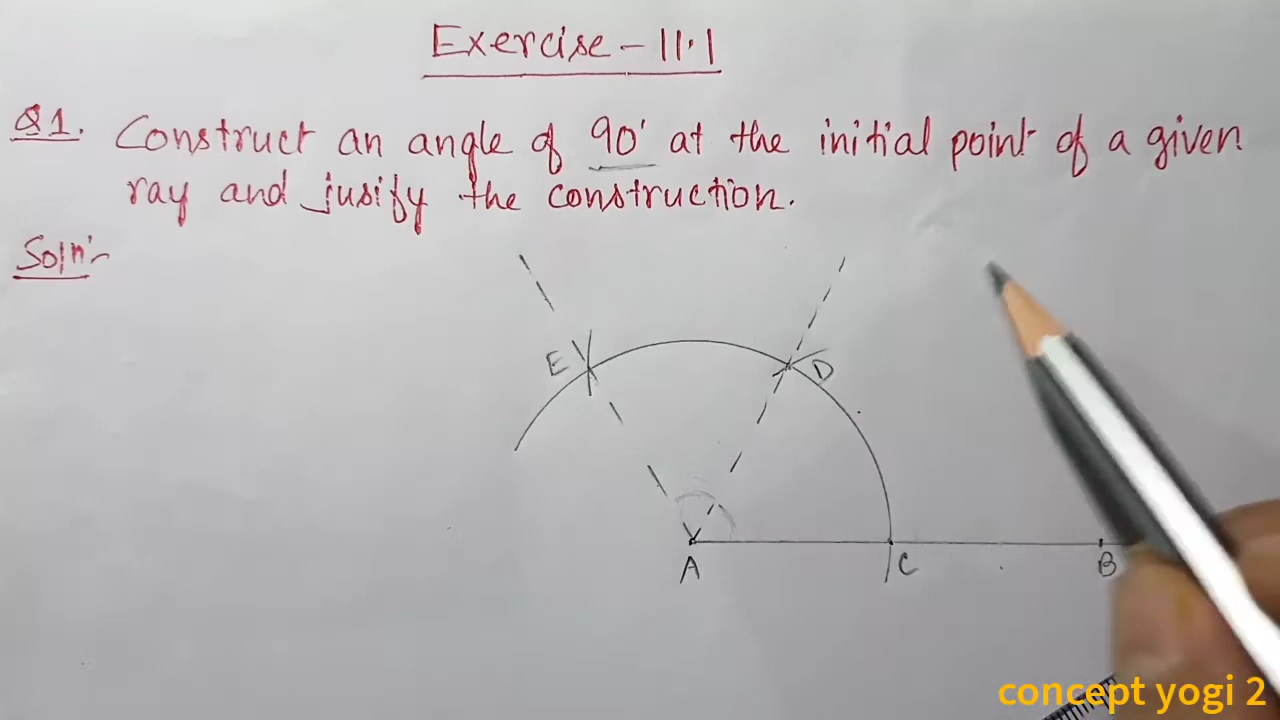 Exercise - 11.1
Q1. Construct an angle of 90° at the initial point of a given
ray and jusify the construction.
Soln:-
E
D
A
C
B
concept yogi 2